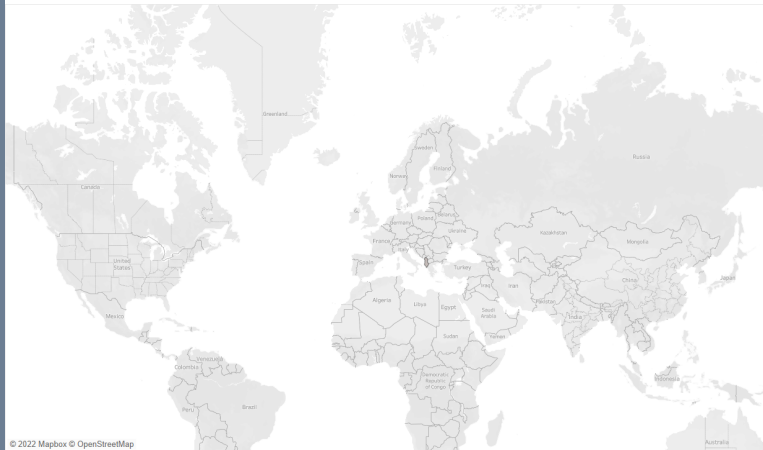 Greenland
Sweden
Finland
Norway
Russia
Canada
Poland
Belarus
Germany
Ukraine
France
Italy
Spain
Kazakhstan
Mongolia
United
States
Turkey
China
Japan
Iraq
Iran
Algeria
Libya
Egypt
Pakistan
Saudi
Arabia
India
Mexico
Sudan
Yemen
Venezuela
Colombia
Democratic
Republic
of Congo
Indonesia
Peru
Brazil
Australia
© 2022 Mapbox © OpenStreetMap